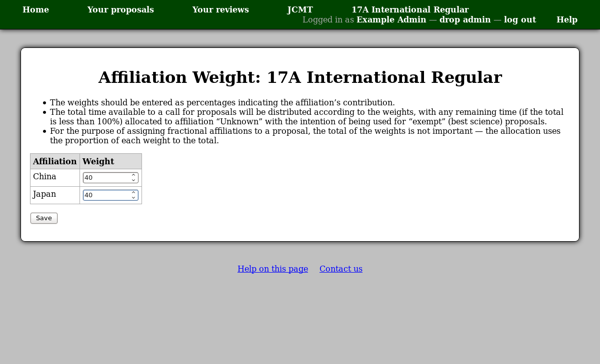 Home Your proposals Your reviews JCMT 17A International Regular
Logged in as Example Admin — drop admin — log out Help
Affiliation Weight: 17A International Regular
• The weights should be entered as percentages indicating the affiliation’s contribution.
• The total time available to a call for proposals will be distributed according to the weights, with any remaining time (if the total
is less than 100%) allocated to affiliation “Unknown” with the intention of being used for “exempt” (best science) proposals.
• For the purpose of assigning fractional affiliations to a proposal, the total of the weights is not important — the allocation uses
the proportion of each weight to the total.
Affiliation Weight
China 40
Japan 40
Save
Help on this page Contact us